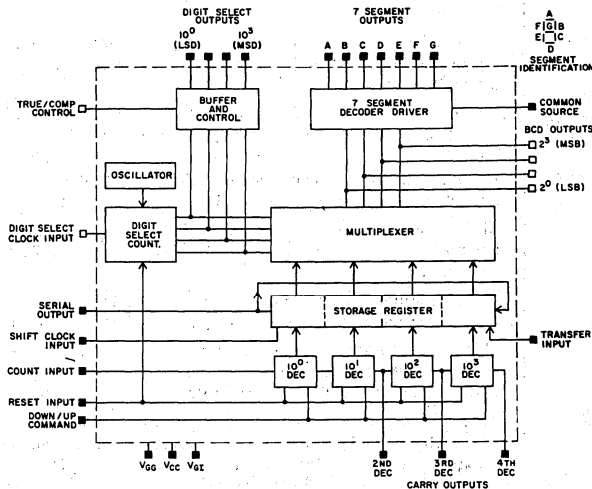 DIGIT SELECT
OUTPUTS
10⁰ 10³
(LSD) (MSD)
7 SEGMENT
OUTPUTS
A B C D E F G
A
F G B
E C
D
SEGMENT
IDENTIFICATION
TRUE/COMP
CONTROL
BUFFER
AND
CONTROL
7 SEGMENT
DECODER DRIVER
COMMON
SOURCE
BCD OUTPUTS
2³ (MSB)
2⁰ (LSB)
OSCILLATOR
DIGIT SELECT
CLOCK INPUT
DIGIT
SELECT
COUNT.
MULTIPLEXER
SERIAL
OUTPUT
STORAGE REGISTER
SHIFT CLOCK
INPUT
TRANSFER
INPUT
COUNT INPUT
10⁰
DEC
10¹
DEC
10²
DEC
10³
DEC
RESET INPUT
DOWN/UP
COMMAND
VGG VCC VGI
2ND
DEC
3RD
DEC
4TH
DEC
CARRY OUTPUTS